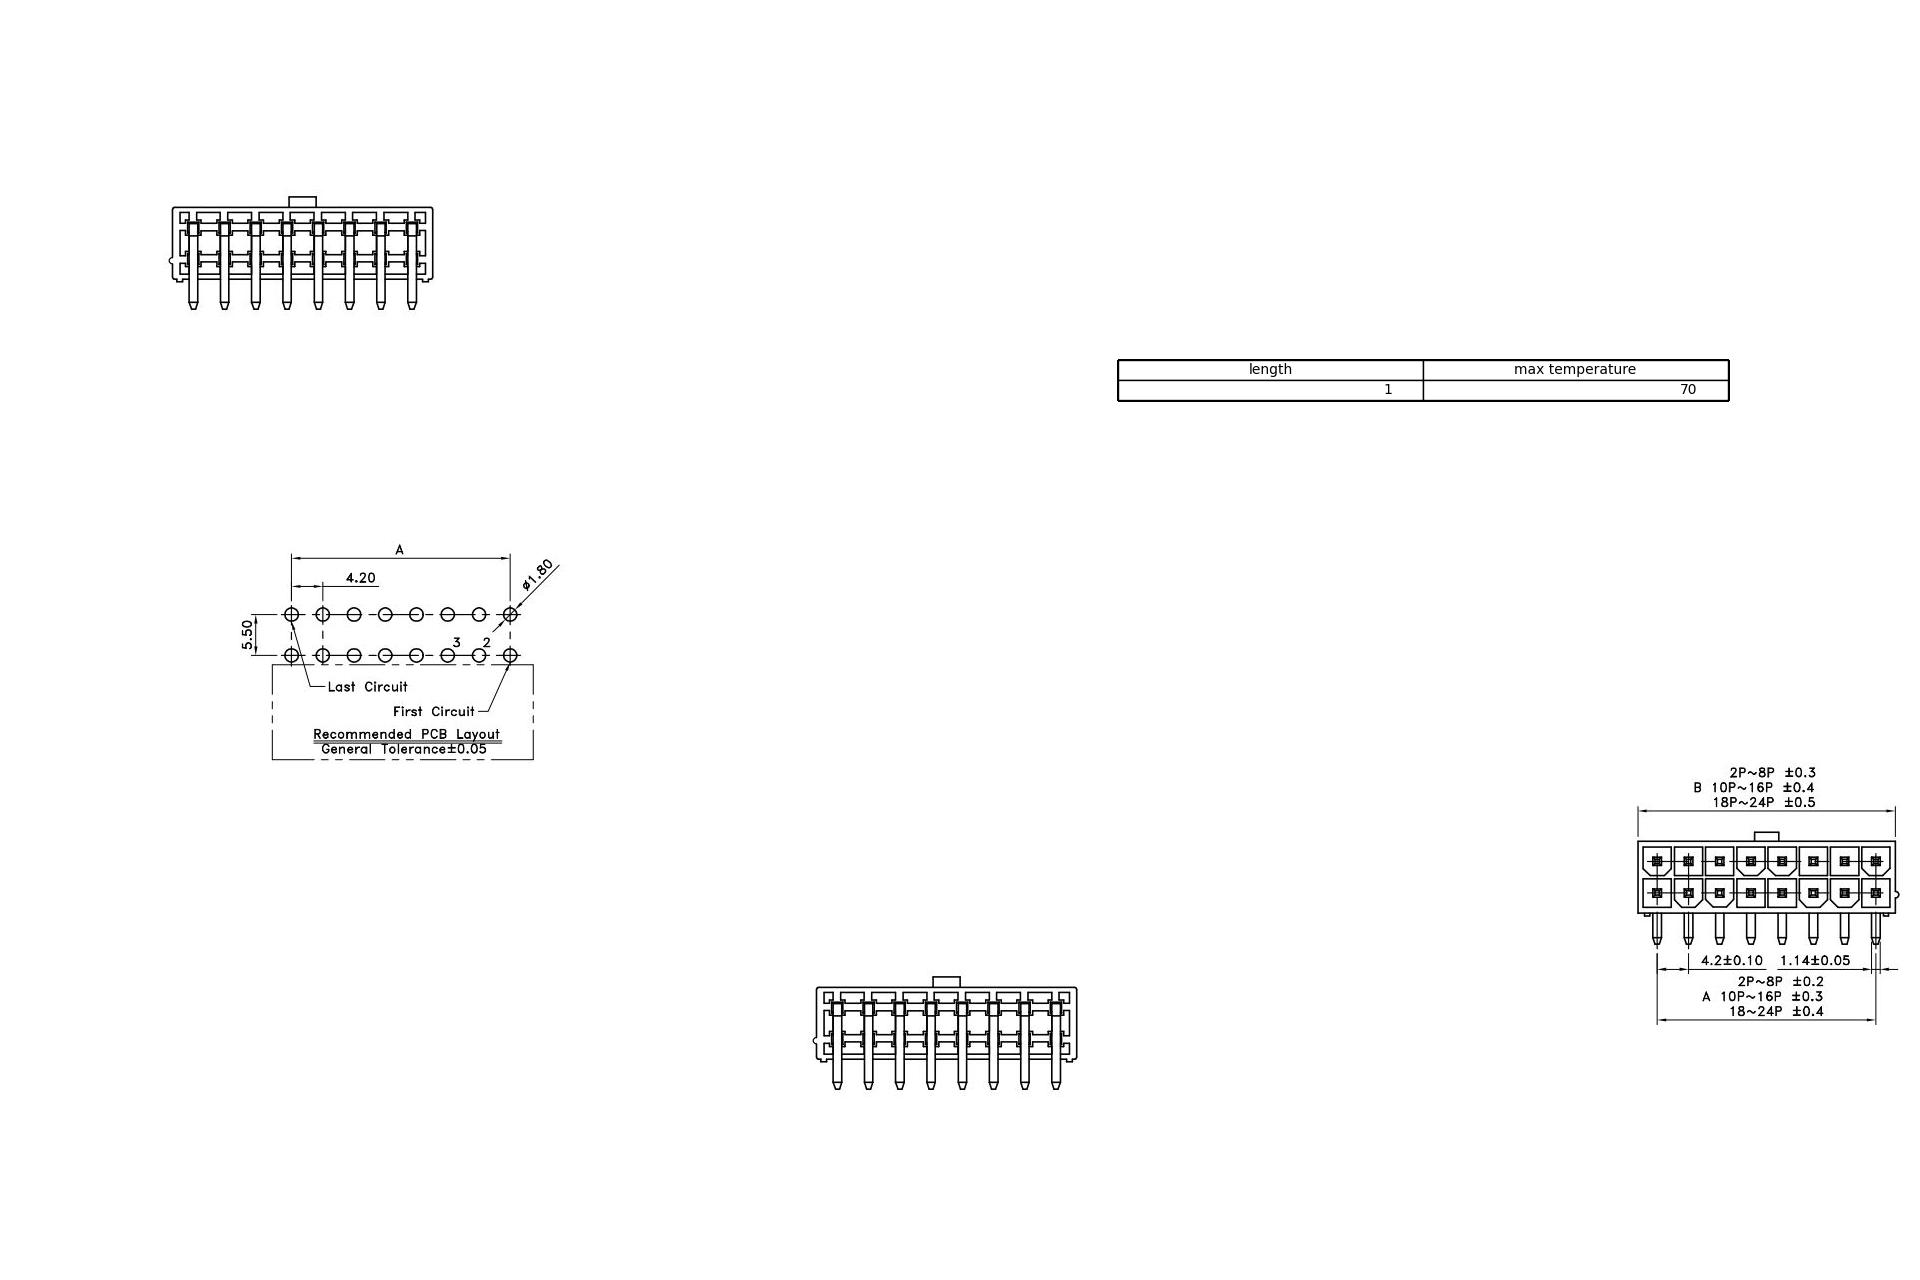 length max temperature
1 70
A
4.20
ø1.80
5.50
3 2
Last Circuit
First Circuit
Recommended PCB Layout
General Tolerance±0.05
2P~8P ±0.3
B 10P~16P ±0.4
18P~24P ±0.5
4.2±0.10 1.14±0.05
2P~8P ±0.2
A 10P~16P ±0.3
18~24P ±0.4